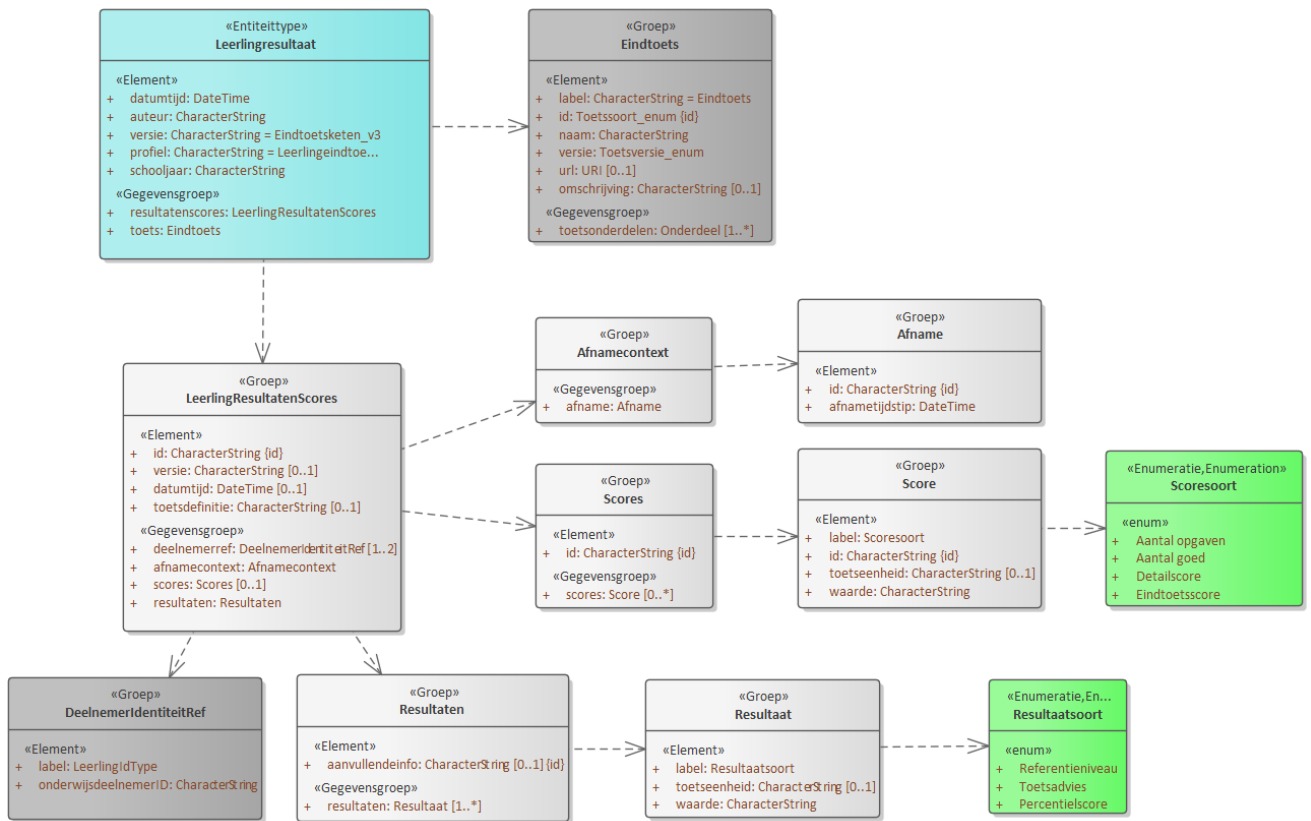 «Entiteittype»
Leerlingresultaat
«Element»
+ datumtijd: DateTime
+ auteur: CharacterString
+ versie: CharacterString = Eindtoetsketen_v3
+ profiel: CharacterString = Leerlingeindtoe...
+ schooljaar: CharacterString
«Gegevensgroep»
+ resultatenscores: LeerlingResultatenScores
+ toets: Eindtoets
«Groep»
Eindtoets
«Element»
+ label: CharacterString = Eindtoets
+ id: Toetssoort_enum {id}
+ naam: CharacterString
+ versie: Toetsversie_enum
+ url: URI [0..1]
+ omschrijving: CharacterString [0..1]
«Gegevensgroep»
+ toetsonderdelen: Onderdeel [1..*]
«Groep»
LeerlingResultatenScores
«Element»
+ id: CharacterString {id}
+ versie: CharacterString [0..1]
+ datumtijd: DateTime [0..1]
+ toetsdefinitie: CharacterString [0..1]
«Gegevensgroep»
+ deelnemerref: DeelnemerIdentiteitRef [1..2]
+ afnamecontext: Afnamecontext
+ scores: Scores [0..1]
+ resultaten: Resultaten
«Groep»
Afnamecontext
«Gegevensgroep»
+ afname: Afname
«Groep»
Afname
«Element»
+ id: CharacterString {id}
+ afnametijdstip: DateTime
«Groep»
Scores
«Element»
+ id: CharacterString {id}
«Gegevensgroep»
+ scores: Score [0..*]
«Groep»
Score
«Element»
+ label: Scoresoort
+ id: CharacterString {id}
+ toetseenheid: CharacterString [0..1]
+ waarde: CharacterString
«Enumeratie,Enumeration»
Scoresoort
«enum»
+ Aantal opgaven
+ Aantal goed
+ Detailscore
+ Eindtoetsscore
«Groep»
DeelnemerIdentiteitRef
«Element»
+ label: LeerlingIdType
+ onderwijsdeelnemerID: CharacterString
«Groep»
Resultaten
«Element»
+ aanvullendeinfo: CharacterString [0..1] {id}
«Gegevensgroep»
+ resultaten: Resultaat [1..*]
«Groep»
Resultaat
«Element»
+ label: Resultaatsoort
+ toetseenheid: CharacterString [0..1]
+ waarde: CharacterString
«Enumeratie,En...
Resultaatsoort
«enum»
+ Referentieniveau
+ Toetsadvies
+ Percentielscore